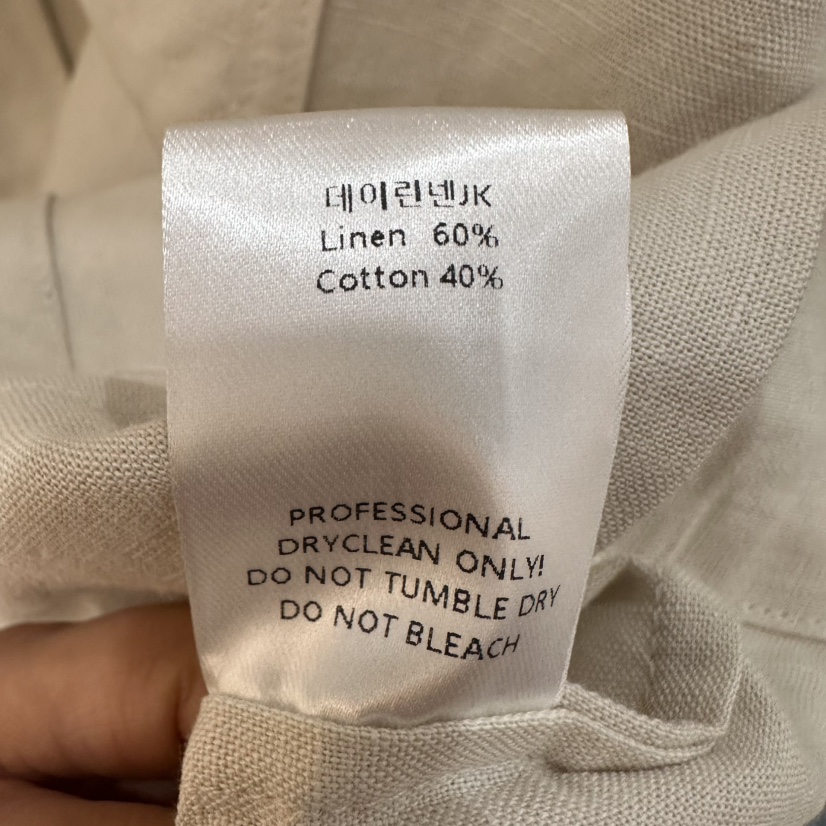 데이린넨JK
Linen 60%
Cotton 40%
PROFESSIONAL
DRYCLEAN ONLY!
DO NOT TUMBLE DRY
DO NOT BLEACH